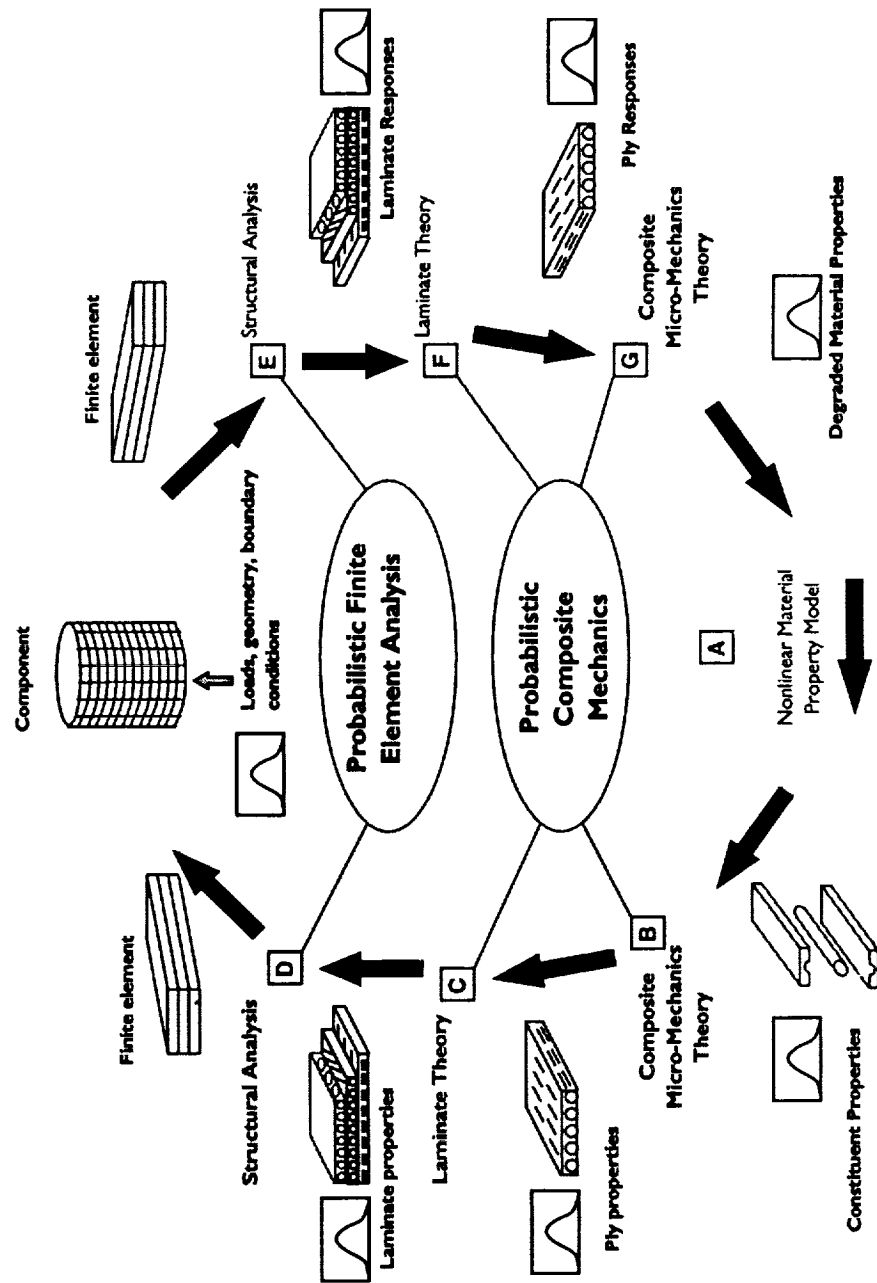 Component
Finite element
Finite element
Loads, geometry, boundary
conditions
Structural Analysis
D
E
Structural Analysis
Laminate properties
Laminate Responses
Probabilistic Finite
Element Analysis
Laminate Theory
C
F
Laminate Theory
Ply properties
Ply Responses
Probabilistic
Composite
Mechanics
B
G
Composite
Micro-Mechanics
Theory
Composite
Micro-Mechanics
Theory
A
Nonlinear Material
Property Model
Constituent Properties
Degraded Material Properties